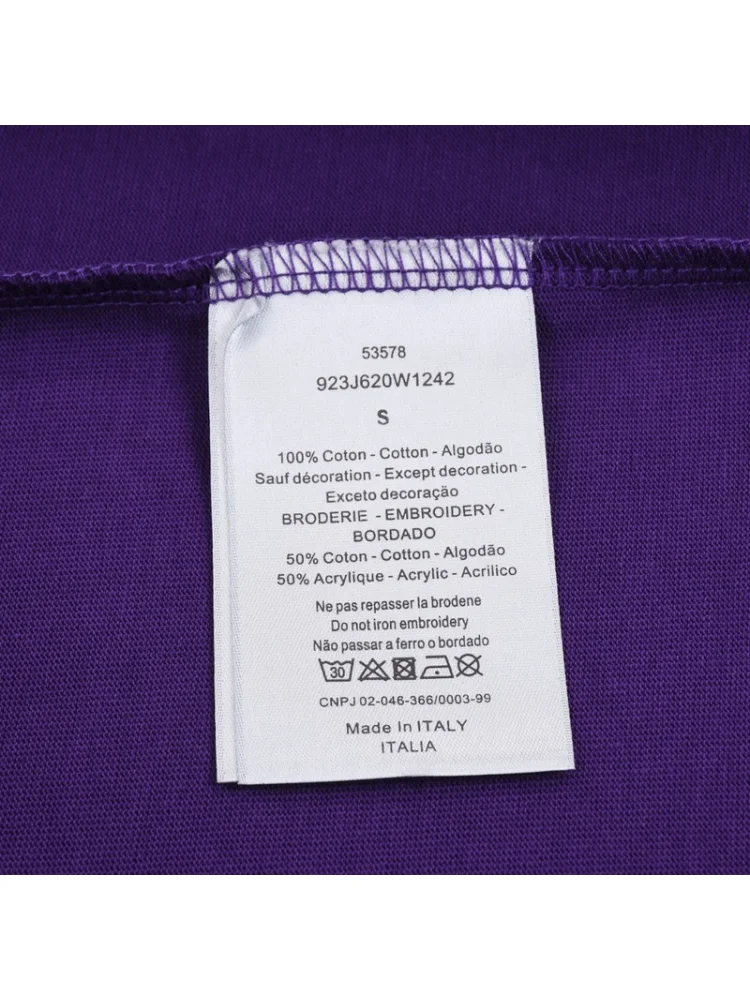 53578
923J620W1242
S
100% Coton - Cotton - Algodão
Sauf décoration - Except decoration -
Exceto decoração
BRODERIE - EMBROIDERY -
BORDADO
50% Coton - Cotton - Algodão
50% Acrylique - Acrylic - Acrilico
Ne pas repasser la brodene
Do not iron embroidery
Não passar a ferro o bordado
30
CNPJ 02-046-366/0003-99
Made In ITALY
ITALIA